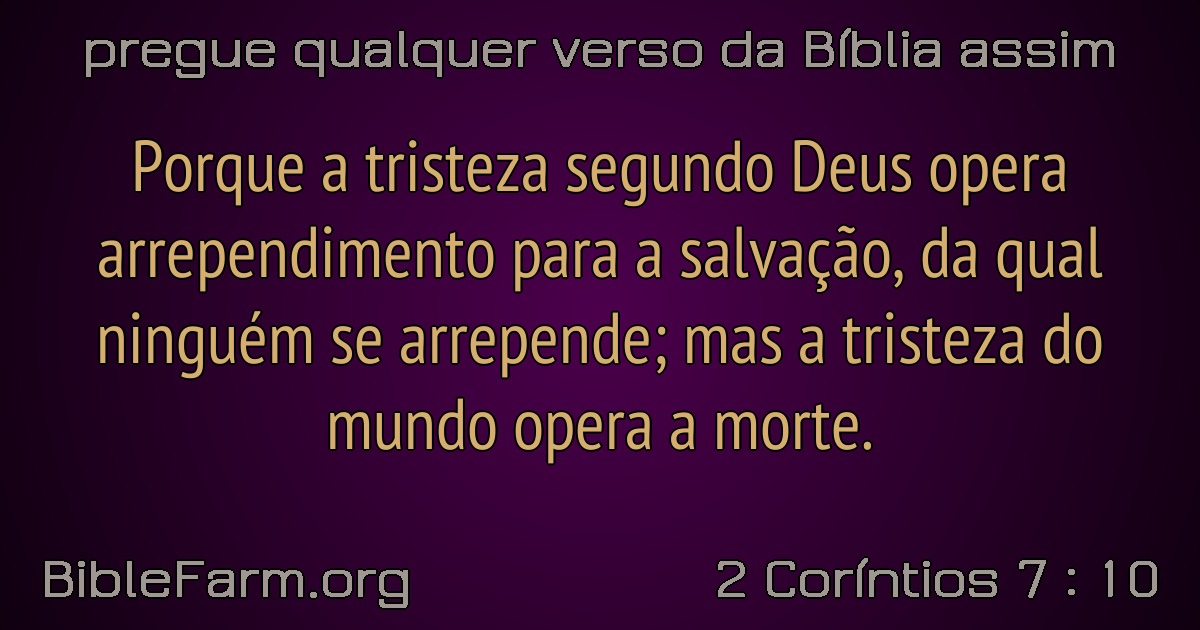 pregue qualquer verso da Bíblia assim
Porque a tristeza segundo Deus opera
arrependimento para a salvação, da qual
ninguém se arrepende; mas a tristeza do
mundo opera a morte.
BibleFarm.org
2 Coríntios 7 : 10